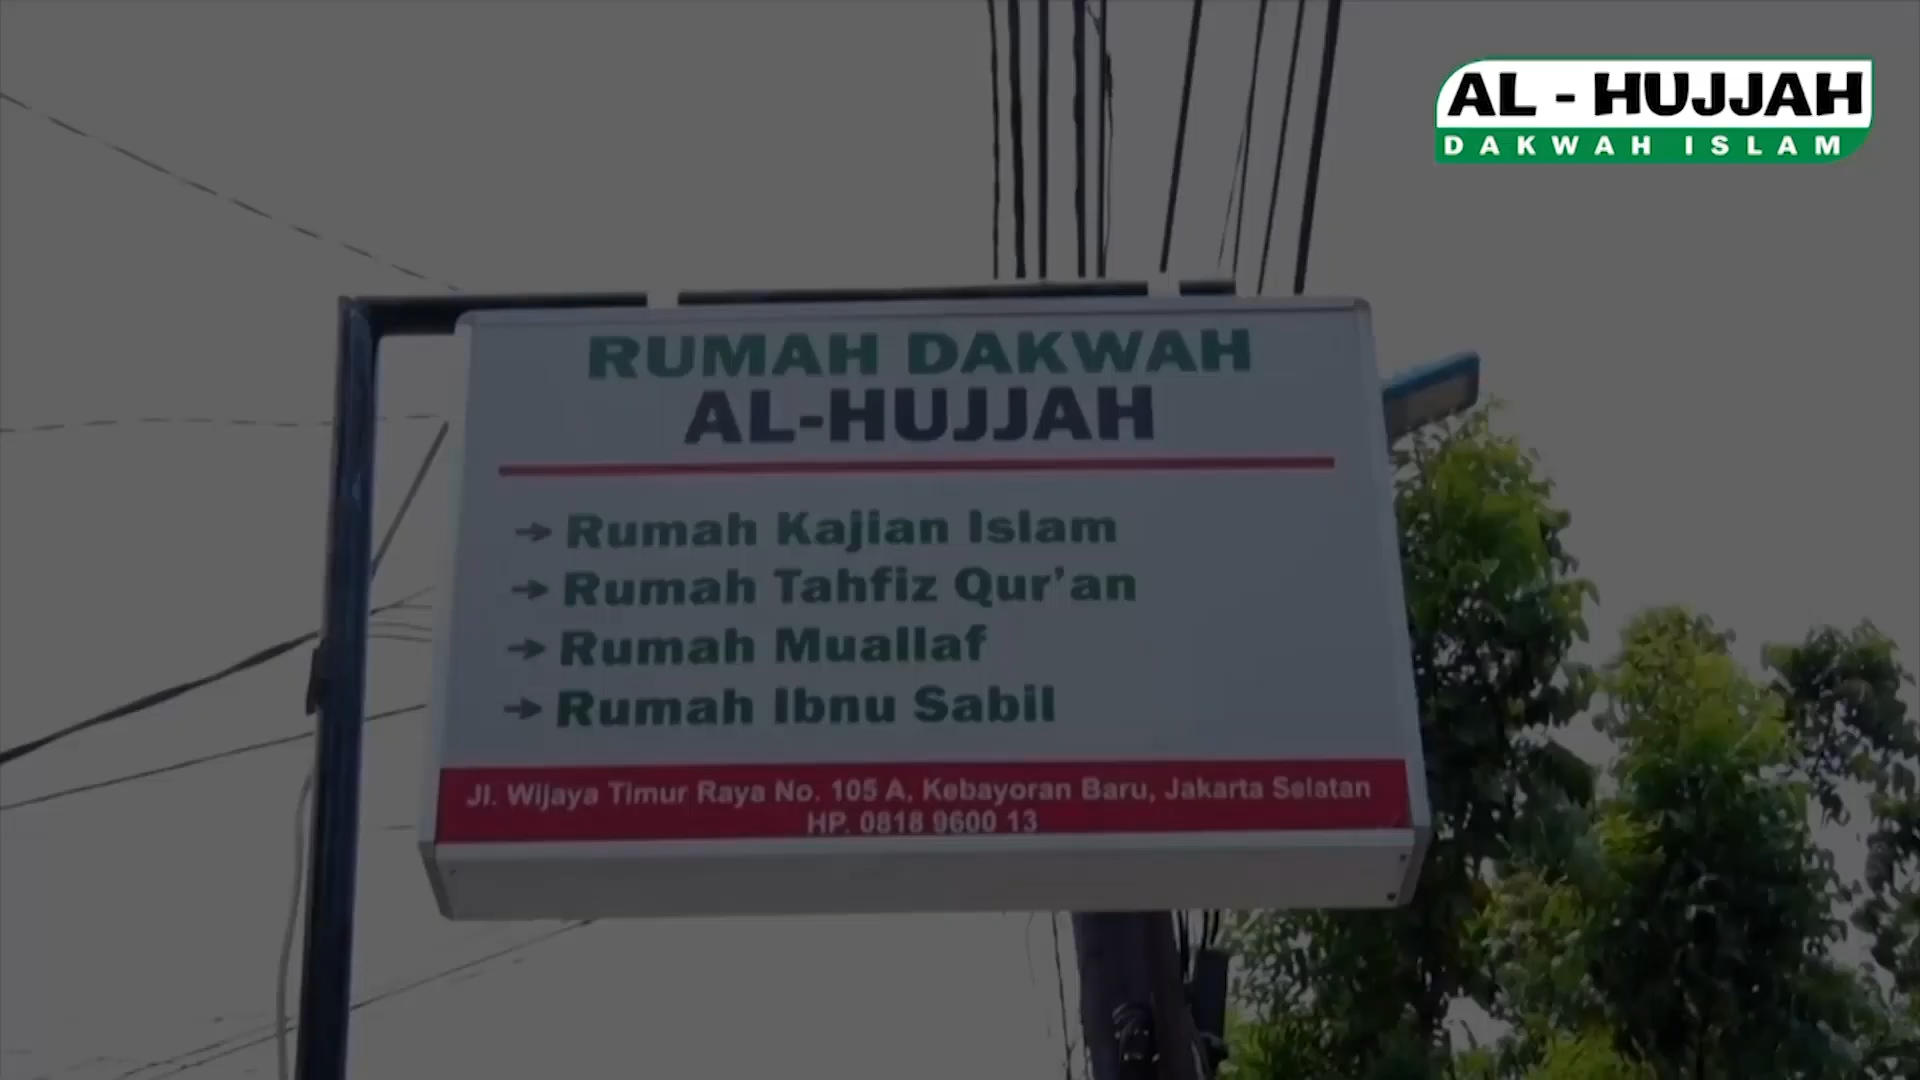 AL - HUJJAH
DAKWAH ISLAM
RUMAH DAKWAH
AL-HUJJAH
→ Rumah Kajian Islam
→ Rumah Tahfiz Qur'an
→ Rumah Muallaf
→ Rumah Ibnu Sabil
Jl. Wijaya Timur Raya No. 105 A, Kebayoran Baru, Jakarta Selatan
HP. 0818 9600 13